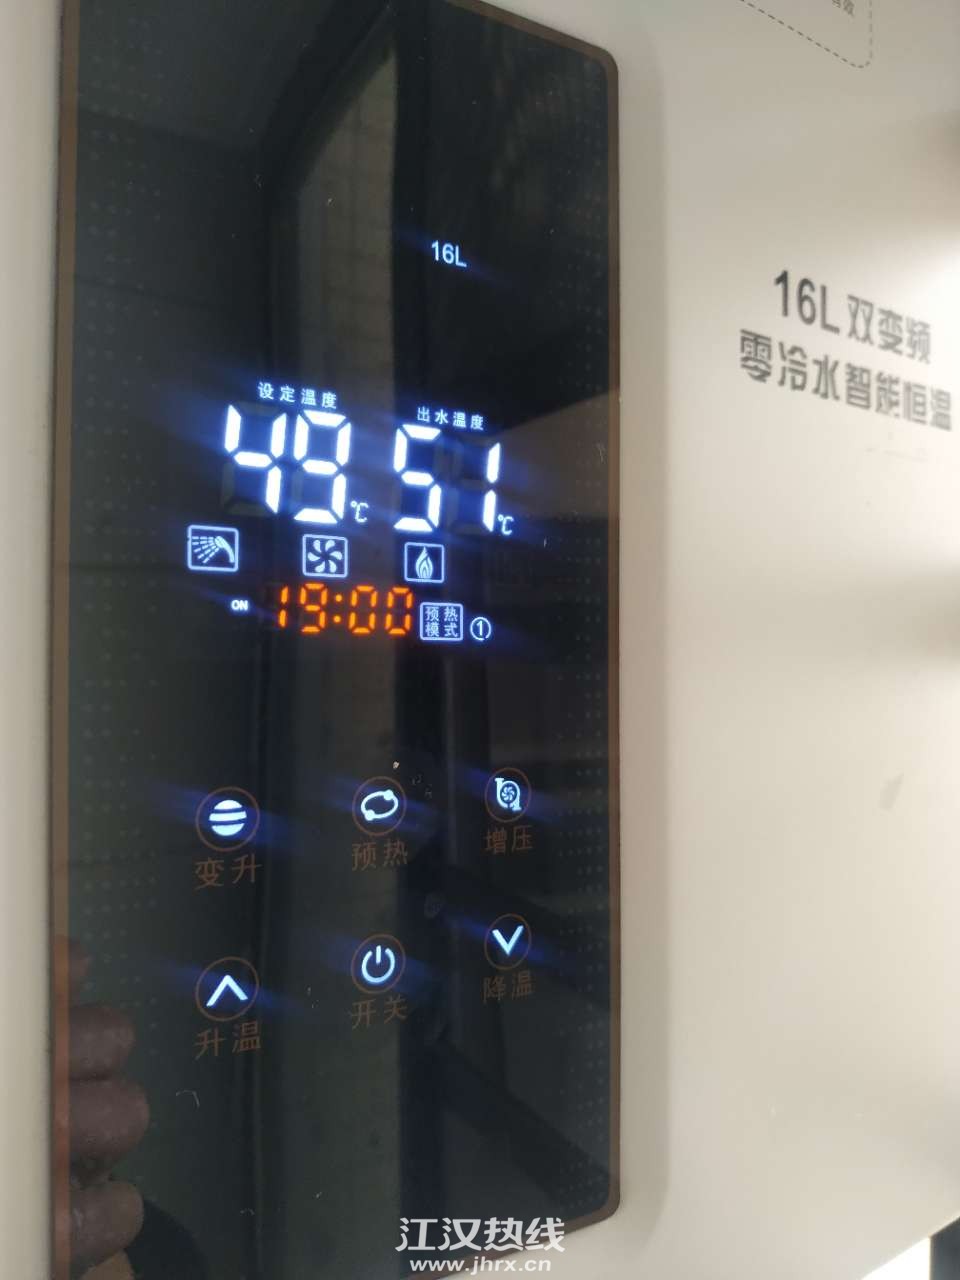 效
16L
16L 双变频
零冷水智能恒温
设定温度 出水温度
49℃ 51℃
ON 19:00 预热模式 ①
变升 预热 增压
升温 开关 降温
江汉热线
www.jhrx.cn